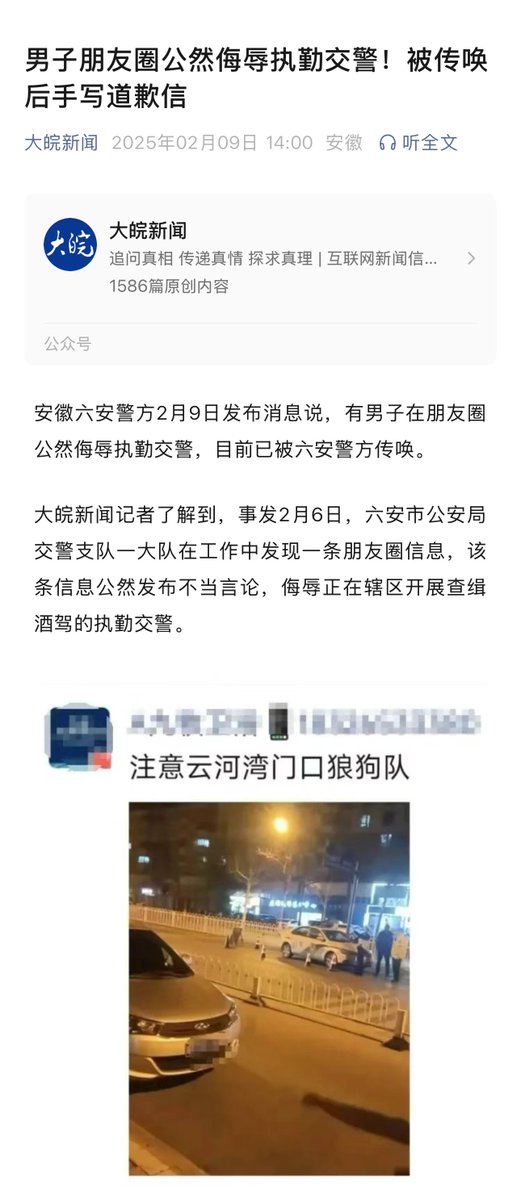 男子朋友圈公然侮辱执勤交警！被传唤
后手写道歉信
大皖新闻 2025年02月09日 14:00 安徽 听全文
大皖
大皖新闻
追问真相 传递真情 探求真理 | 互联网新闻信...
1586篇原创内容
公众号
安徽六安警方2月9日发布消息说，有男子在朋友圈
公然侮辱执勤交警，目前已被六安警方传唤。
大皖新闻记者了解到，事发2月6日，六安市公安局
交警支队一大队在工作中发现一条朋友圈信息，该
条信息公然发布不当言论，侮辱正在辖区开展查缉
酒驾的执勤交警。
注意云河湾门口狼狗队